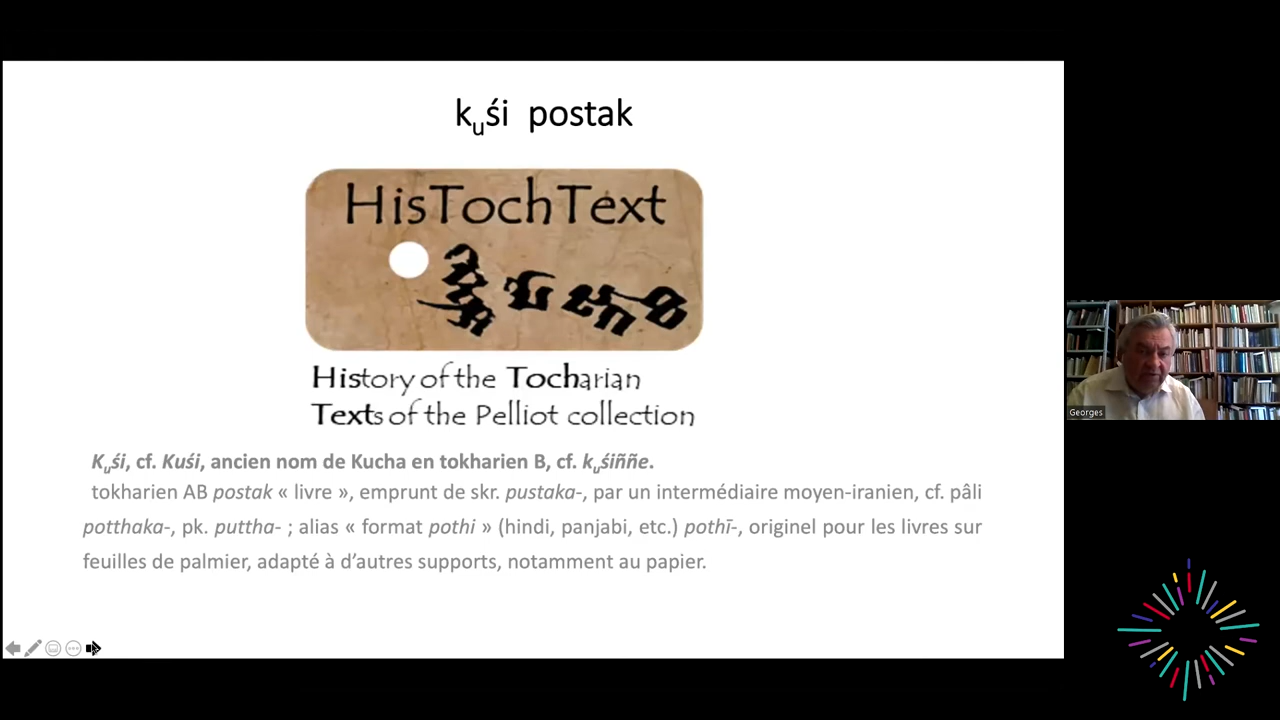 kᵤśi postak
HisTochText
History of the Tocharian
Texts of the Pelliot collection
Kᵤśi, cf. Kuśi, ancien nom de Kucha en tokharien B, cf. kᵤśiññe.
tokharien AB postak « livre », emprunt de skr. pustaka-, par un intermédiaire moyen-iranien, cf. pâli
potthaka-, pk. puttha- ; alias « format pothi » (hindi, panjabi, etc.) pothī-, originel pour les livres sur
feuilles de palmier, adapté à d’autres supports, notamment au papier.
Georges